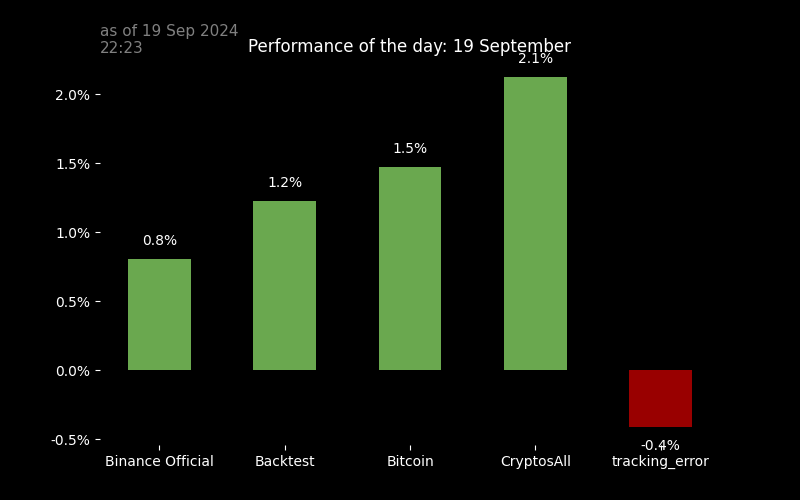 as of 19 Sep 2024
22:23
Performance of the day: 19 September
2.1%
2.0%
1.5%
1.5%
1.2%
1.0%
0.8%
0.5%
0.0%
-0.5%
-0.4%
Binance Official
Backtest
Bitcoin
CryptosAll
tracking_error